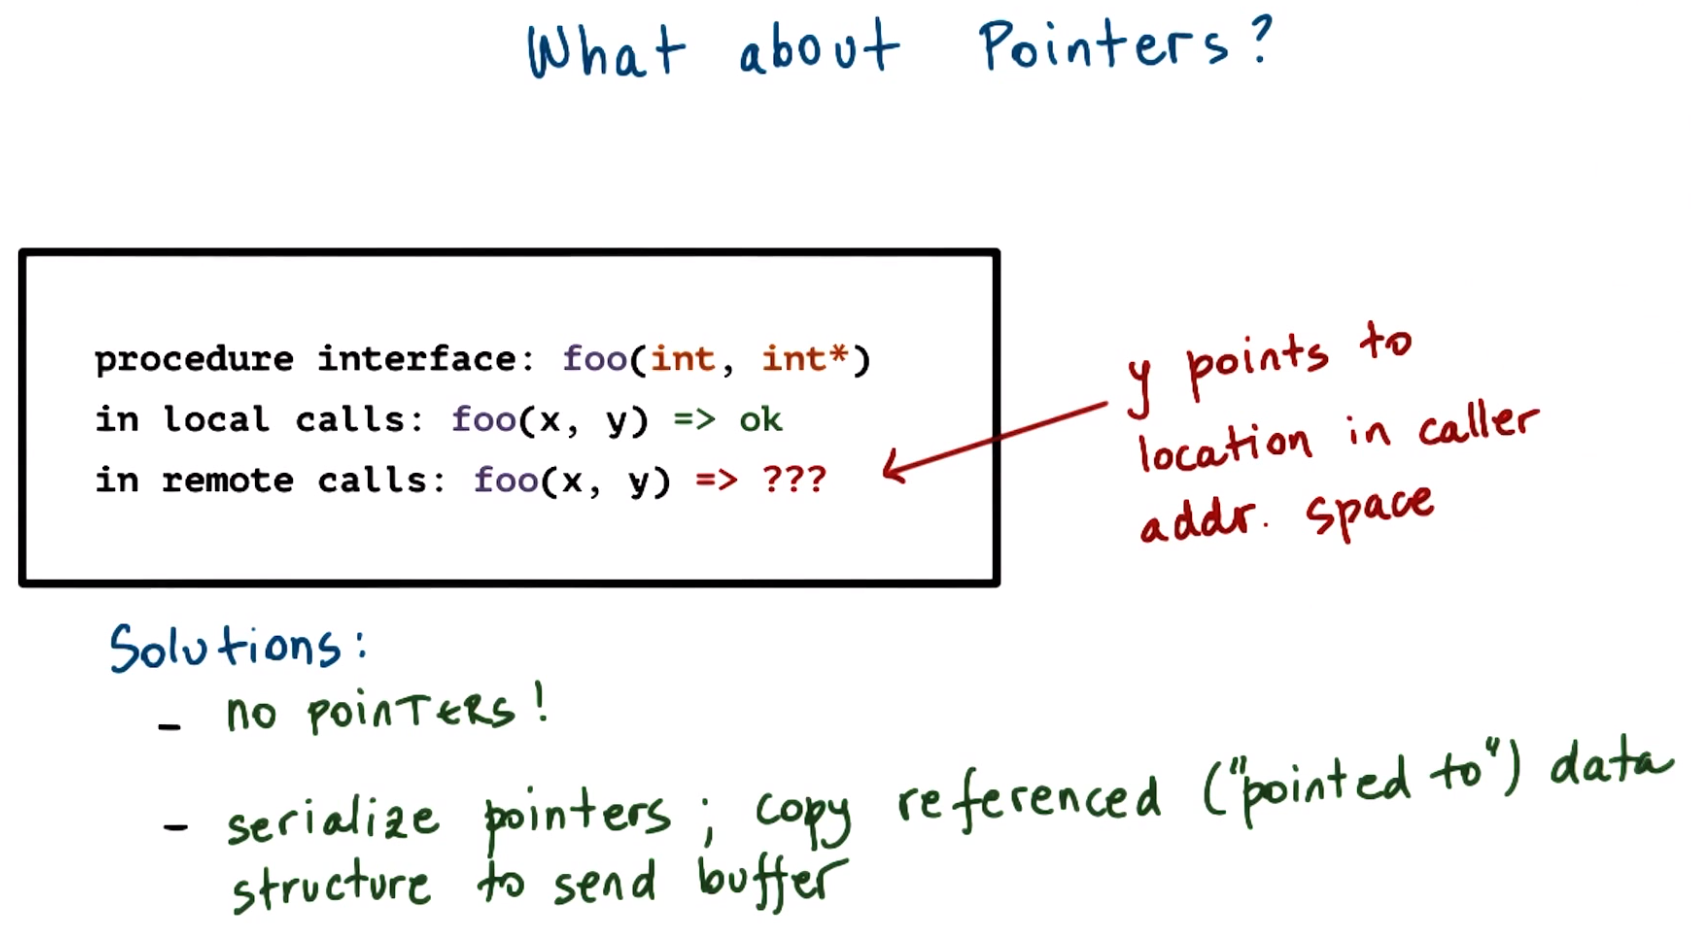 What about Pointers?
procedure interface: foo(int, int*)
in local calls: foo(x, y) => ok
in remote calls: foo(x, y) => ???
y points to
location in caller
addr. space
Solutions:
- no pointers!
- serialize pointers; copy referenced ("pointed to") data
structure to send buffer